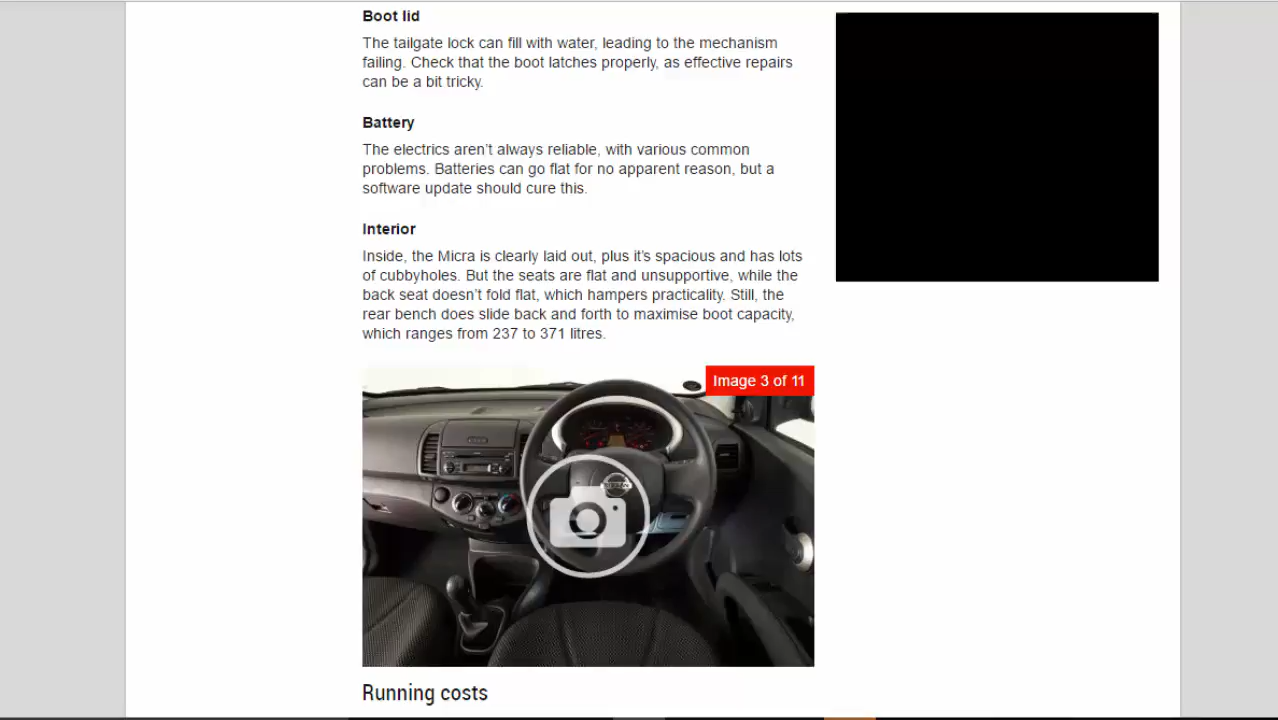 Boot lid
The tailgate lock can fill with water, leading to the mechanism
failing. Check that the boot latches properly, as effective repairs
can be a bit tricky.
Battery
The electrics aren’t always reliable, with various common
problems. Batteries can go flat for no apparent reason, but a
software update should cure this.
Interior
Inside, the Micra is clearly laid out, plus it’s spacious and has lots
of cubbyholes. But the seats are flat and unsupportive, while the
back seat doesn’t fold flat, which hampers practicality. Still, the
rear bench does slide back and forth to maximise boot capacity,
which ranges from 237 to 371 litres.
Image 3 of 11
NISSAN
Running costs